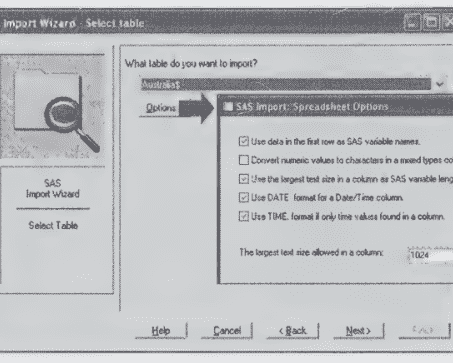 Import Wizard - Select table
What table do you want to import?
Australia$
Options
SAS Import: Spreadsheet Options
Use data in the first row as SAS variable names.
Convert numeric values to characters in a mixed types co
Use the largest text size in a column as SAS variable leng
Use DATE. format for a Date/Time column.
Use TIME. format if only time values found in a column.
The largest text size allowed in a column:
1024
SAS
Import Wizard
Select Table
Help
Cancel
< Back
Next >